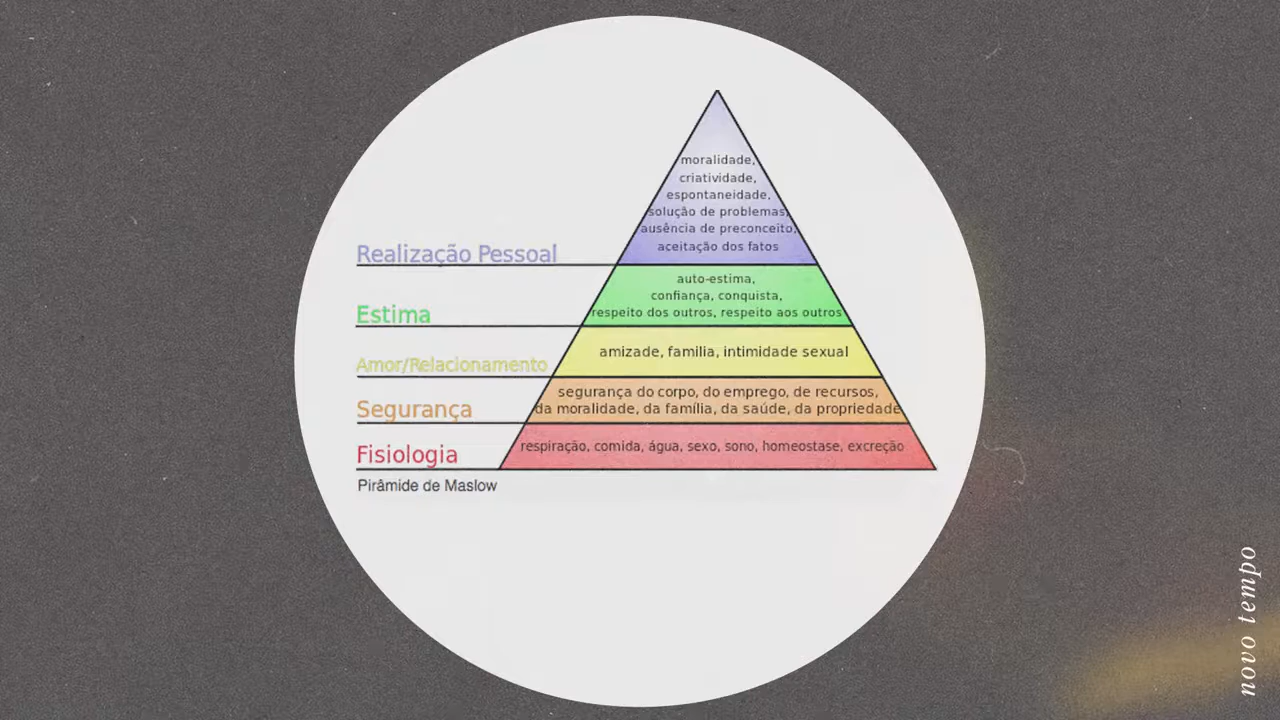 moralidade,
criatividade,
espontaneidade,
solução de problemas,
ausência de preconceito,
aceitação dos fatos
Realização Pessoal
auto-estima,
confiança, conquista,
respeito dos outros, respeito aos outros
Estima
amizade, família, intimidade sexual
Amor/Relacionamento
segurança do corpo, do emprego, de recursos,
da moralidade, da família, da saúde, da propriedade
Segurança
respiração, comida, água, sexo, sono, homeostase, excreção
Fisiologia
Pirâmide de Maslow
novo tempo